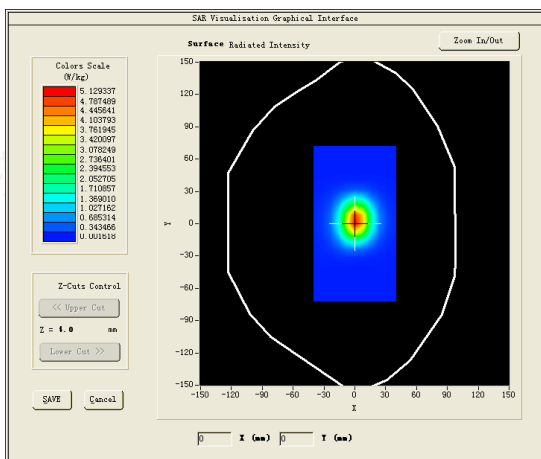 SAR Visualisation Graphical Interface
Surface Radiated Intensity
Zoom In/Out
Colors Scale
(W/kg)
5.129337
4.787489
4.445641
4.103793
3.761945
3.420097
3.078249
2.736401
2.394553
2.052705
1.710857
1.369010
1.027162
0.685314
0.343466
0.001618
Z-Cuts Control
<< Upper Cut
Z = 4.0 mm
Lower Cut >>
SAVE
Cancel
150
120
90
60
30
0
-30
-60
-90
-120
-150
Y
-150 -120 -90 -60 -30 0 30 60 90 120 150
X
0 X (mm) 0 Y (mm)